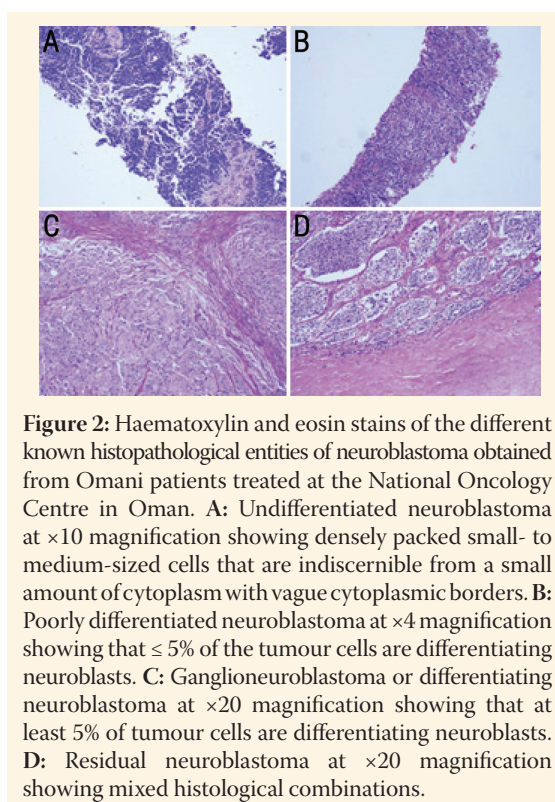 A
B
C
D
Figure 2: Haematoxylin and eosin stains of the different
known histopathological entities of neuroblastoma obtained
from Omani patients treated at the National Oncology
Centre in Oman. A: Undifferentiated neuroblastoma
at ×10 magnification showing densely packed small- to
medium-sized cells that are indiscernible from a small
amount of cytoplasm with vague cytoplasmic borders. B:
Poorly differentiated neuroblastoma at ×4 magnification
showing that ≤ 5% of the tumour cells are differentiating
neuroblasts. C: Ganglioneuroblastoma or differentiating
neuroblastoma at ×20 magnification showing that at
least 5% of tumour cells are differentiating neuroblasts.
D: Residual neuroblastoma at ×20 magnification
showing mixed histological combinations.